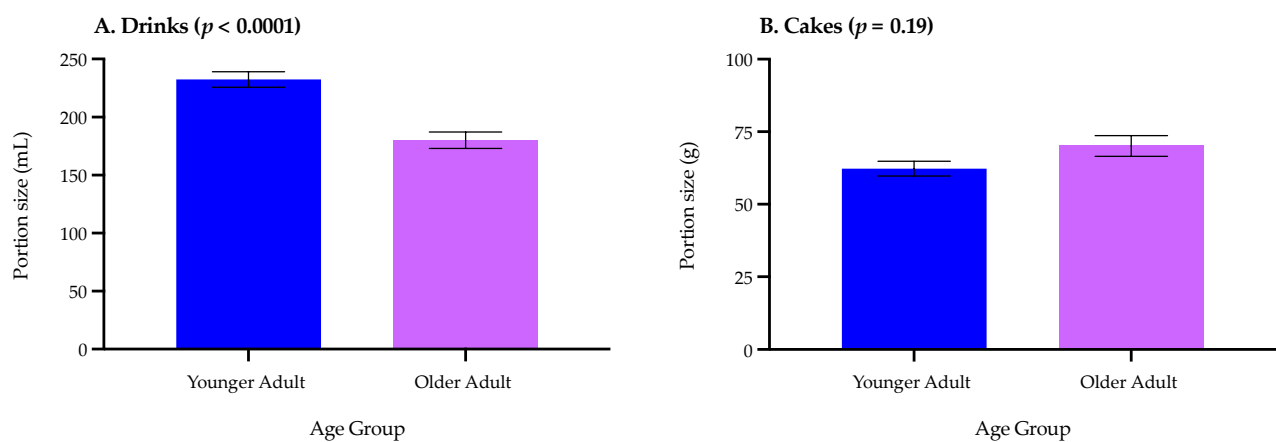 A. Drinks (p < 0.0001)
250
200
150
100
50
0
Portion size (mL)
Younger Adult
Older Adult
Age Group
B. Cakes (p = 0.19)
100
75
50
25
0
Portion size (g)
Younger Adult
Older Adult
Age Group